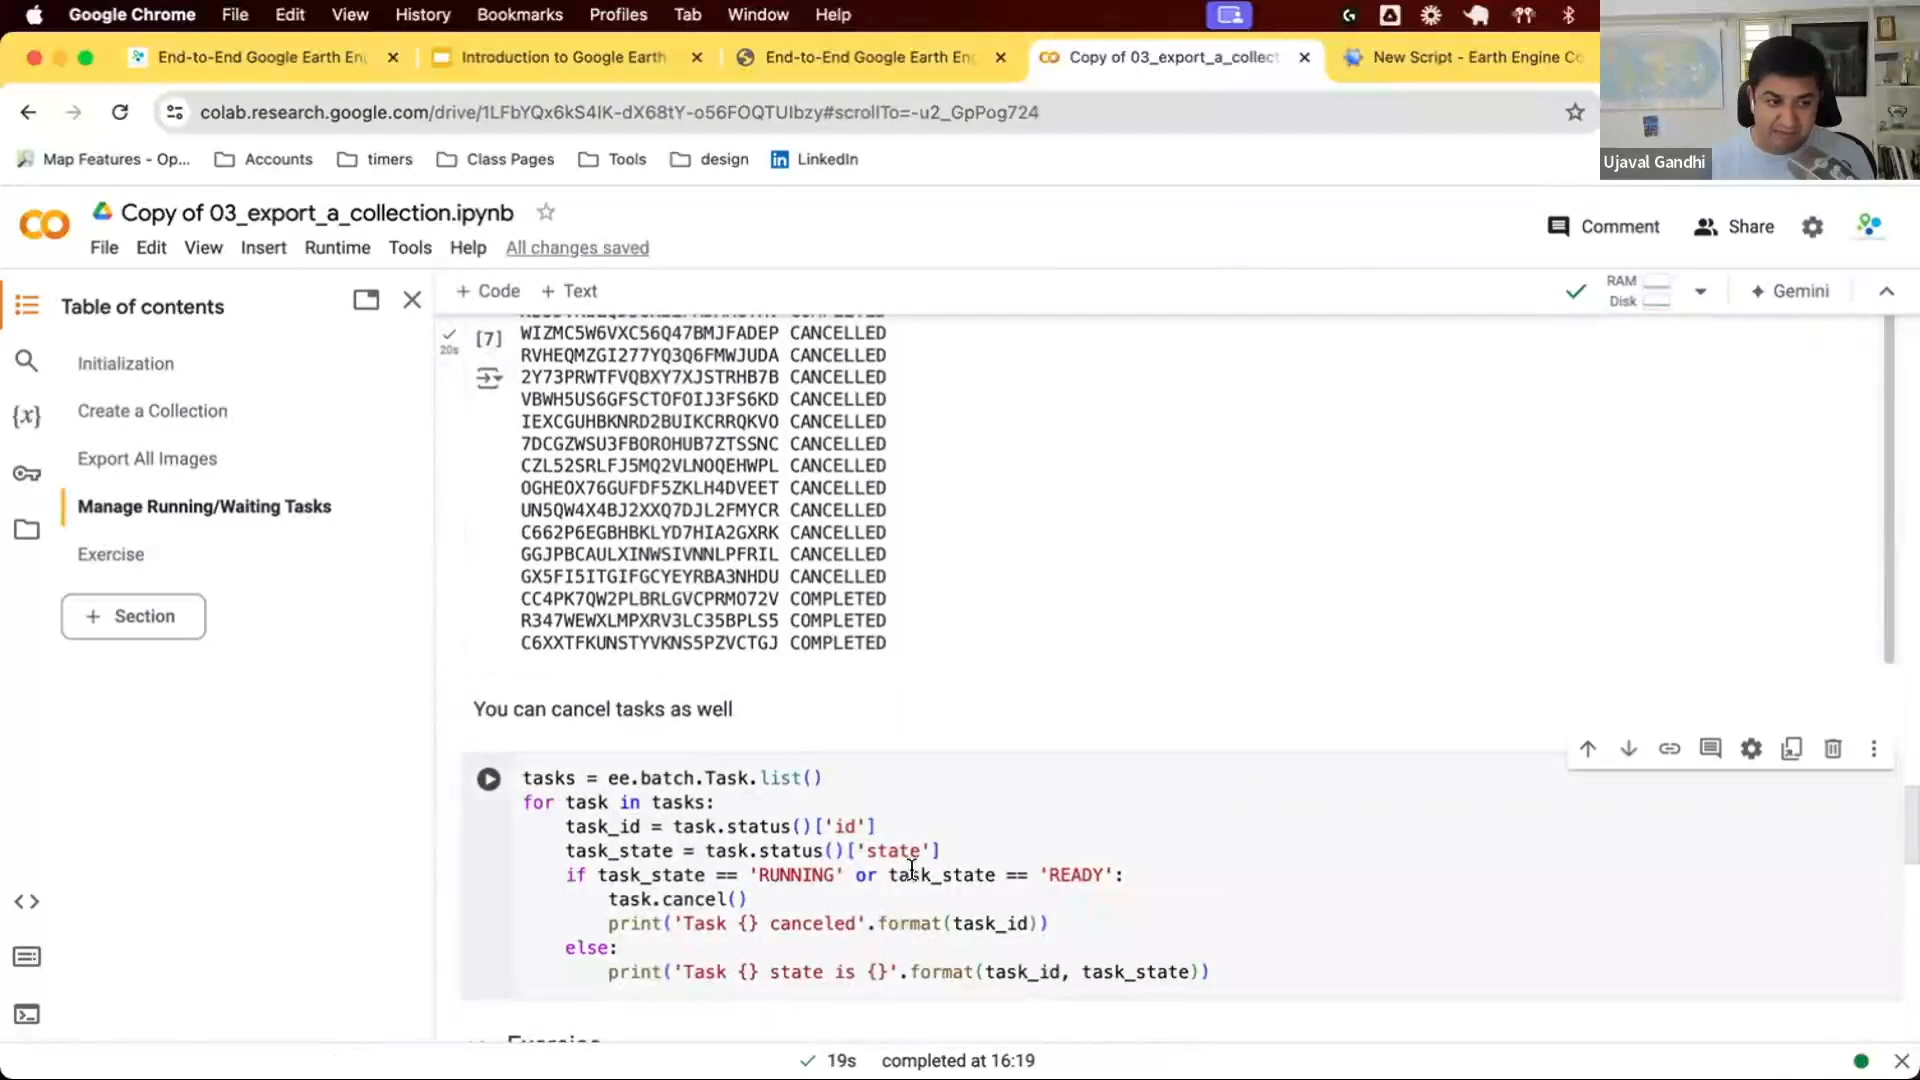 Google Chrome File Edit View History Bookmarks Profiles Tab Window Help
End-to-End Google Earth En
Introduction to Google Earth
End-to-End Google Earth Eng
Copy of 03_export_a_collect
New Script - Earth Engine Co
colab.research.google.com/drive/1LFbYQx6kS4IK-dX68tY-o56FOQTUIbzy#scrollTo=-u2_GpPog724
Map Features - Op... Accounts timers Class Pages Tools design LinkedIn
Ujaval Gandhi
Copy of 03_export_a_collection.ipynb
Comment Share
File Edit View Insert Runtime Tools Help All changes saved
Table of contents
+ Code + Text
RAM
Disk
Gemini
Initialization
Create a Collection
Export All Images
Manage Running/Waiting Tasks
Exercise
+ Section
20s
[7]
WIZMC5W6VXC56Q47BMJFADEP CANCELLED
RVHEQMZGI277YQ3Q6FMWJUDA CANCELLED
2Y73PRWTFVQBXY7XJSTRHB7B CANCELLED
VBWH5US6GFSCTOFOIJ3FS6KD CANCELLED
IEXCGUHBKNRD2BUIKCRRQKVO CANCELLED
7DCGZWSU3FBOROHUB7ZTSSNC CANCELLED
CZL52SRLFJ5MQ2VLNOQEHWPL CANCELLED
OGHEOX76GUFDF5ZKLH4DVEET CANCELLED
UN5QW4X4BJ2XXQ7DJL2FMYCR CANCELLED
C662P6EGBHBKLYD7HIA2GXRK CANCELLED
GGJPBCAULXINWSIVNNLPFRIL CANCELLED
GX5FI5ITGIFGCYEYRBA3NHDU CANCELLED
CC4PK7QW2PLBRLGVCPRMO72V COMPLETED
R347WEWXLMPXRV3LC35BPLS5 COMPLETED
C6XXTFKUNSTYVKNS5PZVCTGJ COMPLETED
You can cancel tasks as well
tasks = ee.batch.Task.list()
for task in tasks:
    task_id = task.status()['id']
    task_state = task.status()['state']
    if task_state == 'RUNNING' or task_state == 'READY':
        task.cancel()
        print('Task {} canceled'.format(task_id))
    else:
        print('Task {} state is {}'.format(task_id, task_state))
Exercise
19s completed at 16:19